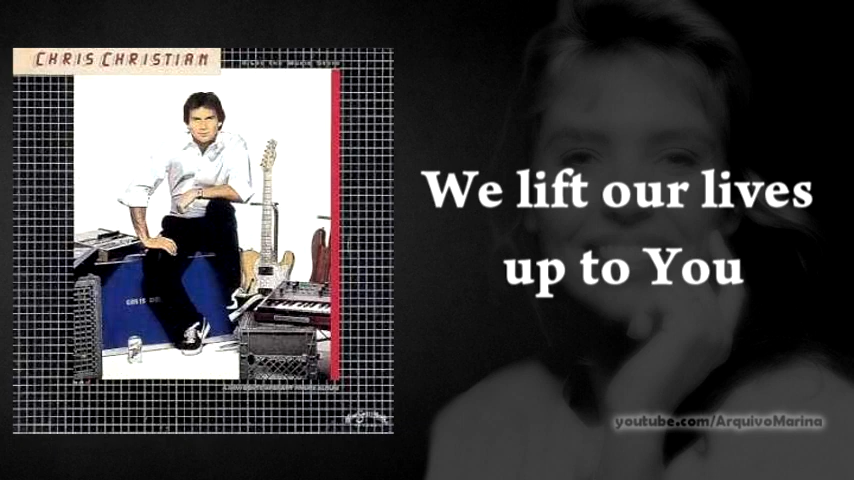 CHRIS CHRISTIAN
We lift our lives
up to You
youtube.com/ArquivoMarina